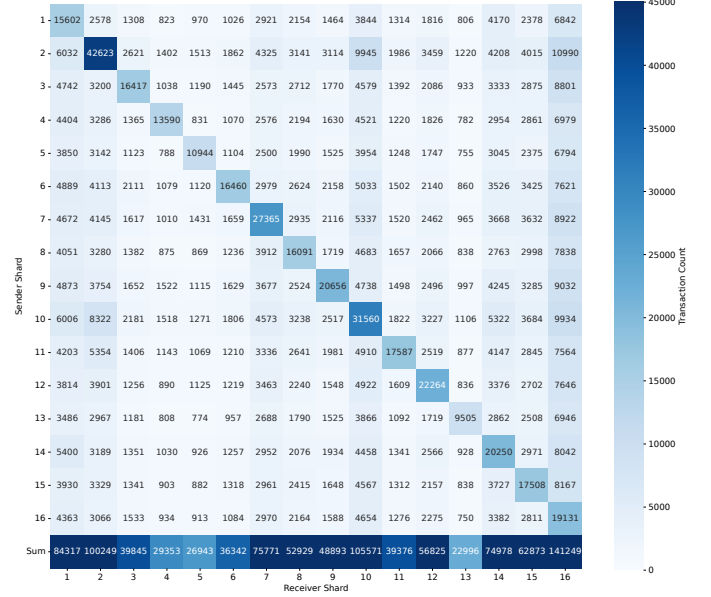 1 15602 2578 1308 823 970 1026 2921 2154 1464 3844 1314 1816 806 4170 2378 6842
2 6032 42623 2621 1402 1513 1862 4325 3141 3114 9945 1986 3459 1220 4208 4015 10990
3 4742 3200 16417 1038 1190 1445 2573 2712 1770 4579 1392 2086 933 3333 2875 8801
4 4404 3286 1365 13590 831 1070 2576 2194 1630 4521 1220 1826 782 2954 2861 6979
5 3850 3142 1123 788 10944 1104 2500 1990 1525 3954 1248 1747 755 3045 2375 6794
6 4889 4113 2111 1079 1120 16460 2979 2624 2158 5033 1502 2140 860 3526 3425 7621
7 4672 4145 1617 1010 1431 1659 27365 2935 2116 5337 1520 2462 965 3668 3632 8922
8 4051 3280 1382 875 869 1236 3912 16091 1719 4683 1657 2066 838 2763 2998 7838
9 4873 3754 1652 1522 1115 1629 3677 2524 20656 4738 1498 2496 997 4245 3285 9032
10 6006 8322 2181 1518 1271 1806 4573 3238 2517 31560 1822 3227 1106 5322 3684 9934
11 4203 5354 1406 1143 1069 1210 3336 2641 1981 4910 17587 2519 877 4147 2845 7564
12 3814 3901 1256 890 1125 1219 3463 2240 1548 4922 1609 22264 836 3376 2702 7646
13 3486 2967 1181 808 774 957 2688 1790 1525 3866 1092 1719 9505 2862 2508 6946
14 5400 3189 1351 1030 926 1257 2952 2076 1934 4458 1341 2566 928 20250 2971 8042
15 3930 3329 1341 903 882 1318 2961 2415 1648 4567 1312 2157 838 3727 17508 8167
16 4363 3066 1533 934 913 1084 2970 2164 1588 4654 1276 2275 750 3382 2811 19131
Sum 84317 100249 39845 29353 26943 36342 75771 52929 48893 105571 39376 56825 22996 74978 62873 141249
1 2 3 4 5 6 7 8 9 10 11 12 13 14 15 16
Receiver Shard
Sender Shard
45000
40000
35000
30000
25000
20000
15000
10000
5000
0
Transaction Count